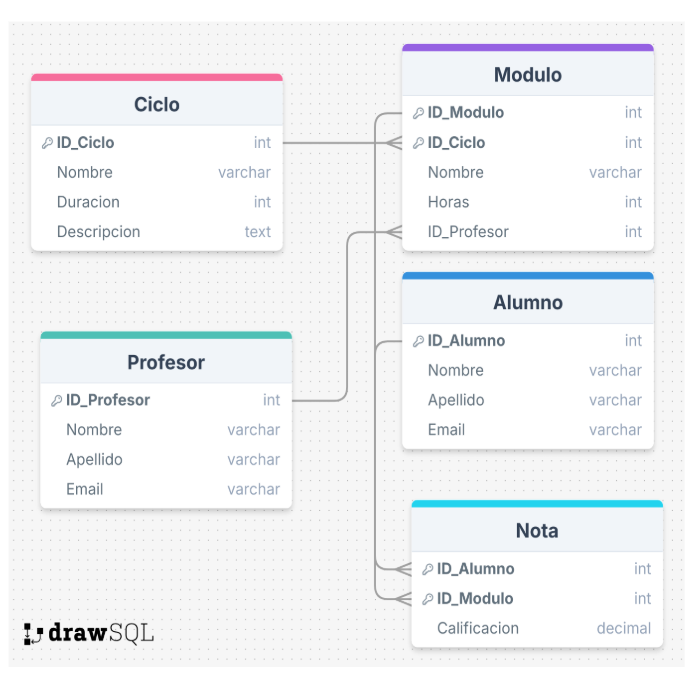 Ciclo
ID_Ciclo int
Nombre varchar
Duracion int
Descripcion text
Modulo
ID_Modulo int
ID_Ciclo int
Nombre varchar
Horas int
ID_Profesor int
Profesor
ID_Profesor int
Nombre varchar
Apellido varchar
Email varchar
Alumno
ID_Alumno int
Nombre varchar
Apellido varchar
Email varchar
Nota
ID_Alumno int
ID_Modulo int
Calificacion decimal
drawSQL